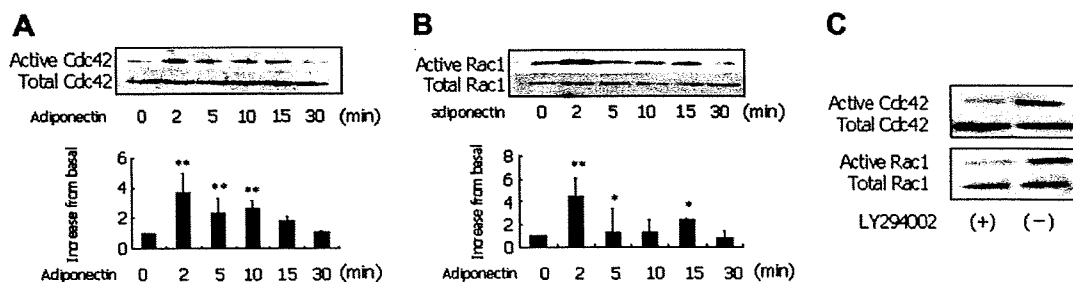 A
Active Cdc42
Total Cdc42
Adiponectin 0 2 5 10 15 30 (min)
Increase from basal
6
4
2
0
** ** **
Adiponectin 0 2 5 10 15 30 (min)
B
Active Rac1
Total Rac1
adiponectin 0 2 5 10 15 30 (min)
Increase from basal
8
6
4
2
0
** * *
Adiponectin 0 2 5 10 15 30 (min)
C
Active Cdc42
Total Cdc42
Active Rac1
Total Rac1
LY294002 (+) (−)